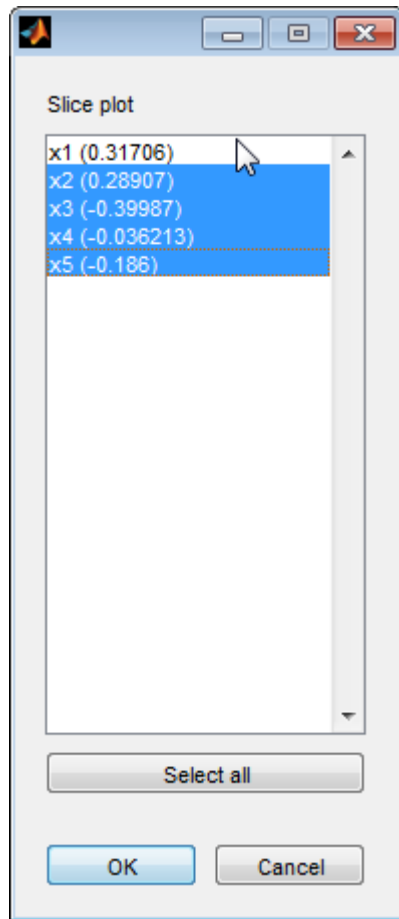 Slice plot
x1 (0.31706)
x2 (0.28907)
x3 (-0.39987)
x4 (-0.036213)
x5 (-0.186)
Select all
OK
Cancel